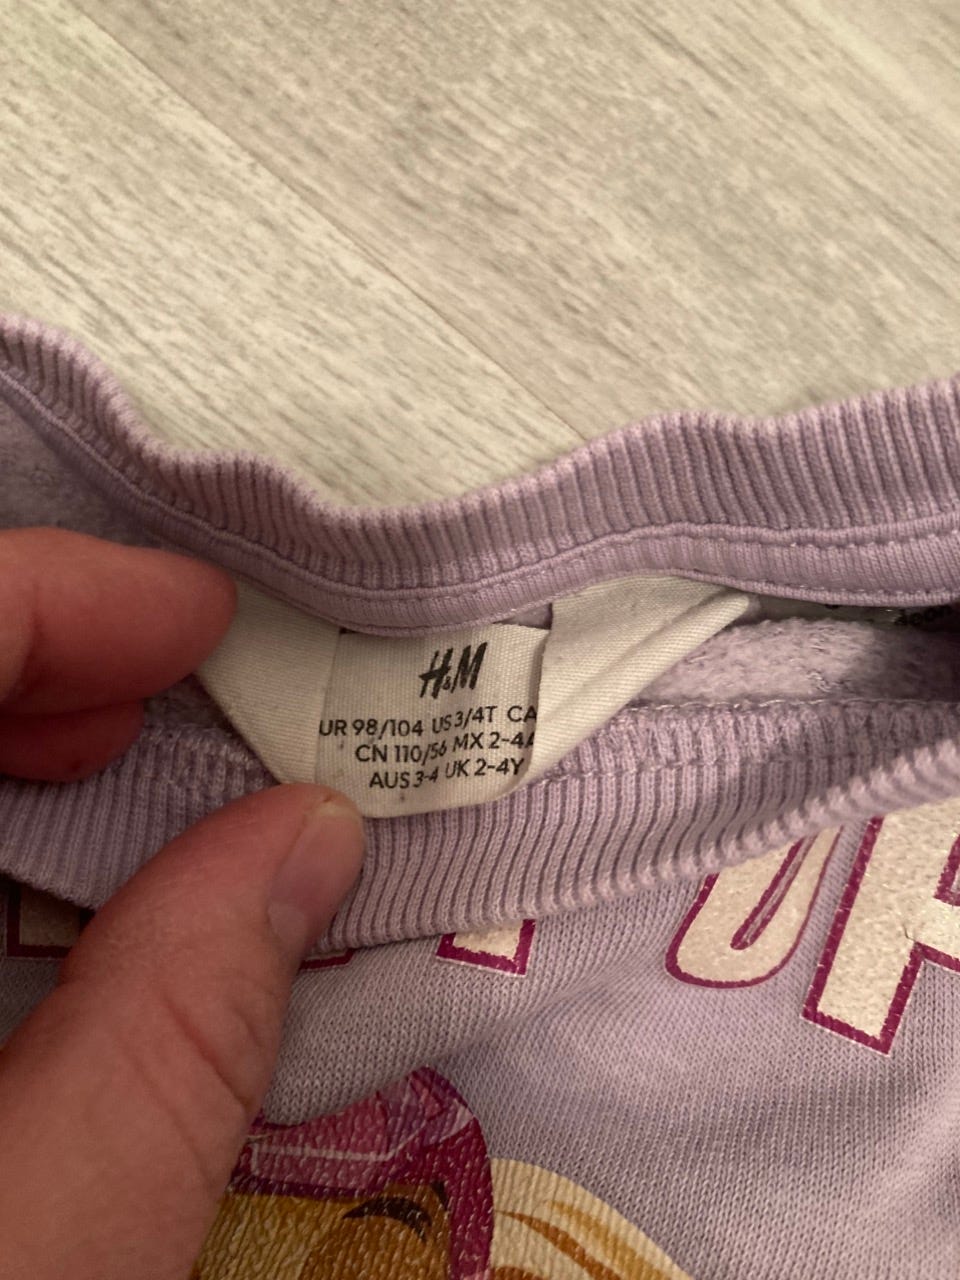 H&M
UR 98/104 US 3/4T CA
CN 110/56 MX 2-4A
AUS 3-4 UK 2-4Y
UP